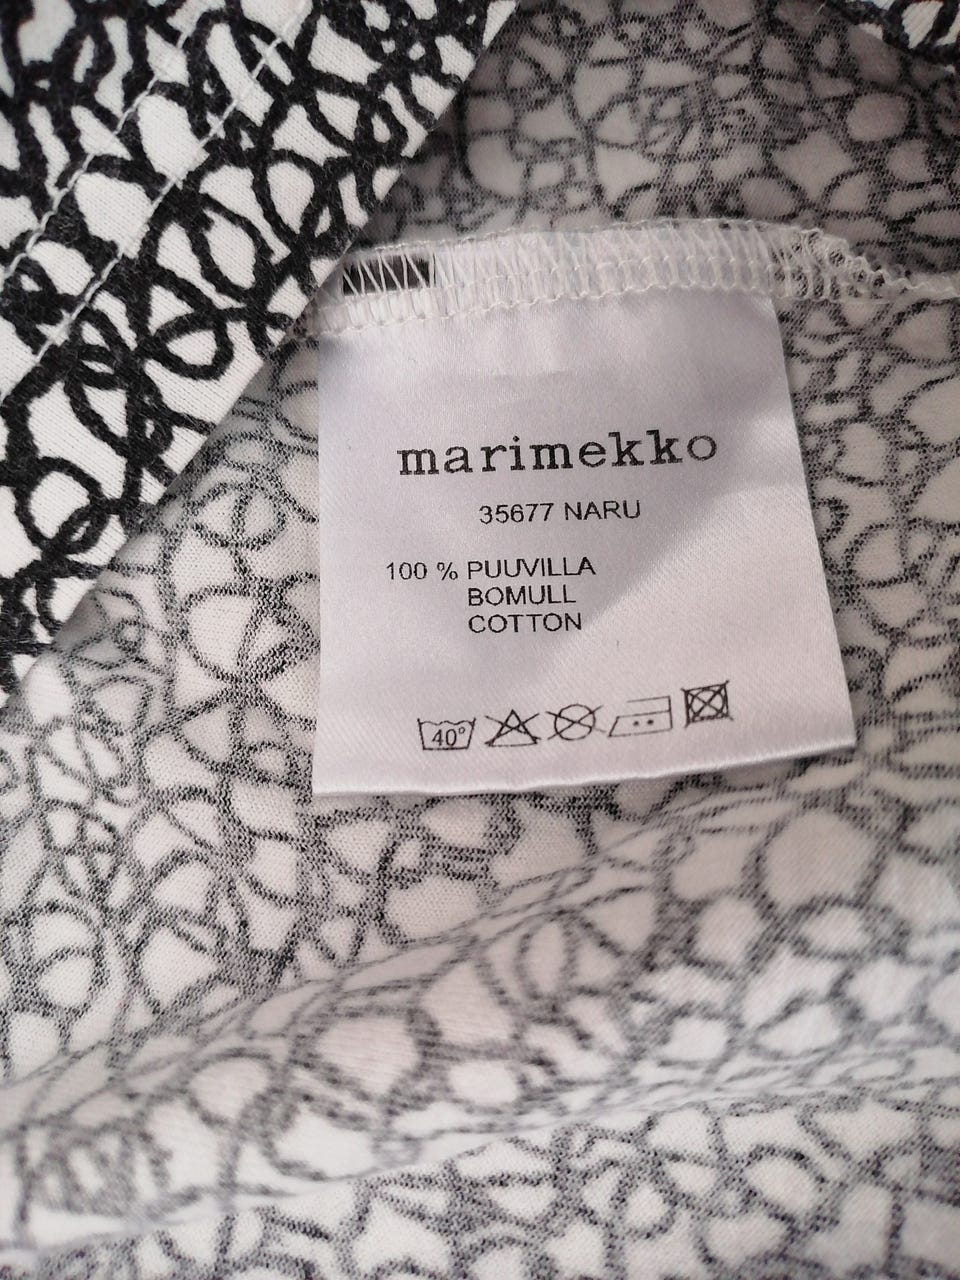 marimekko
35677 NARU
100 % PUUVILLA
BOMULL
COTTON
40°